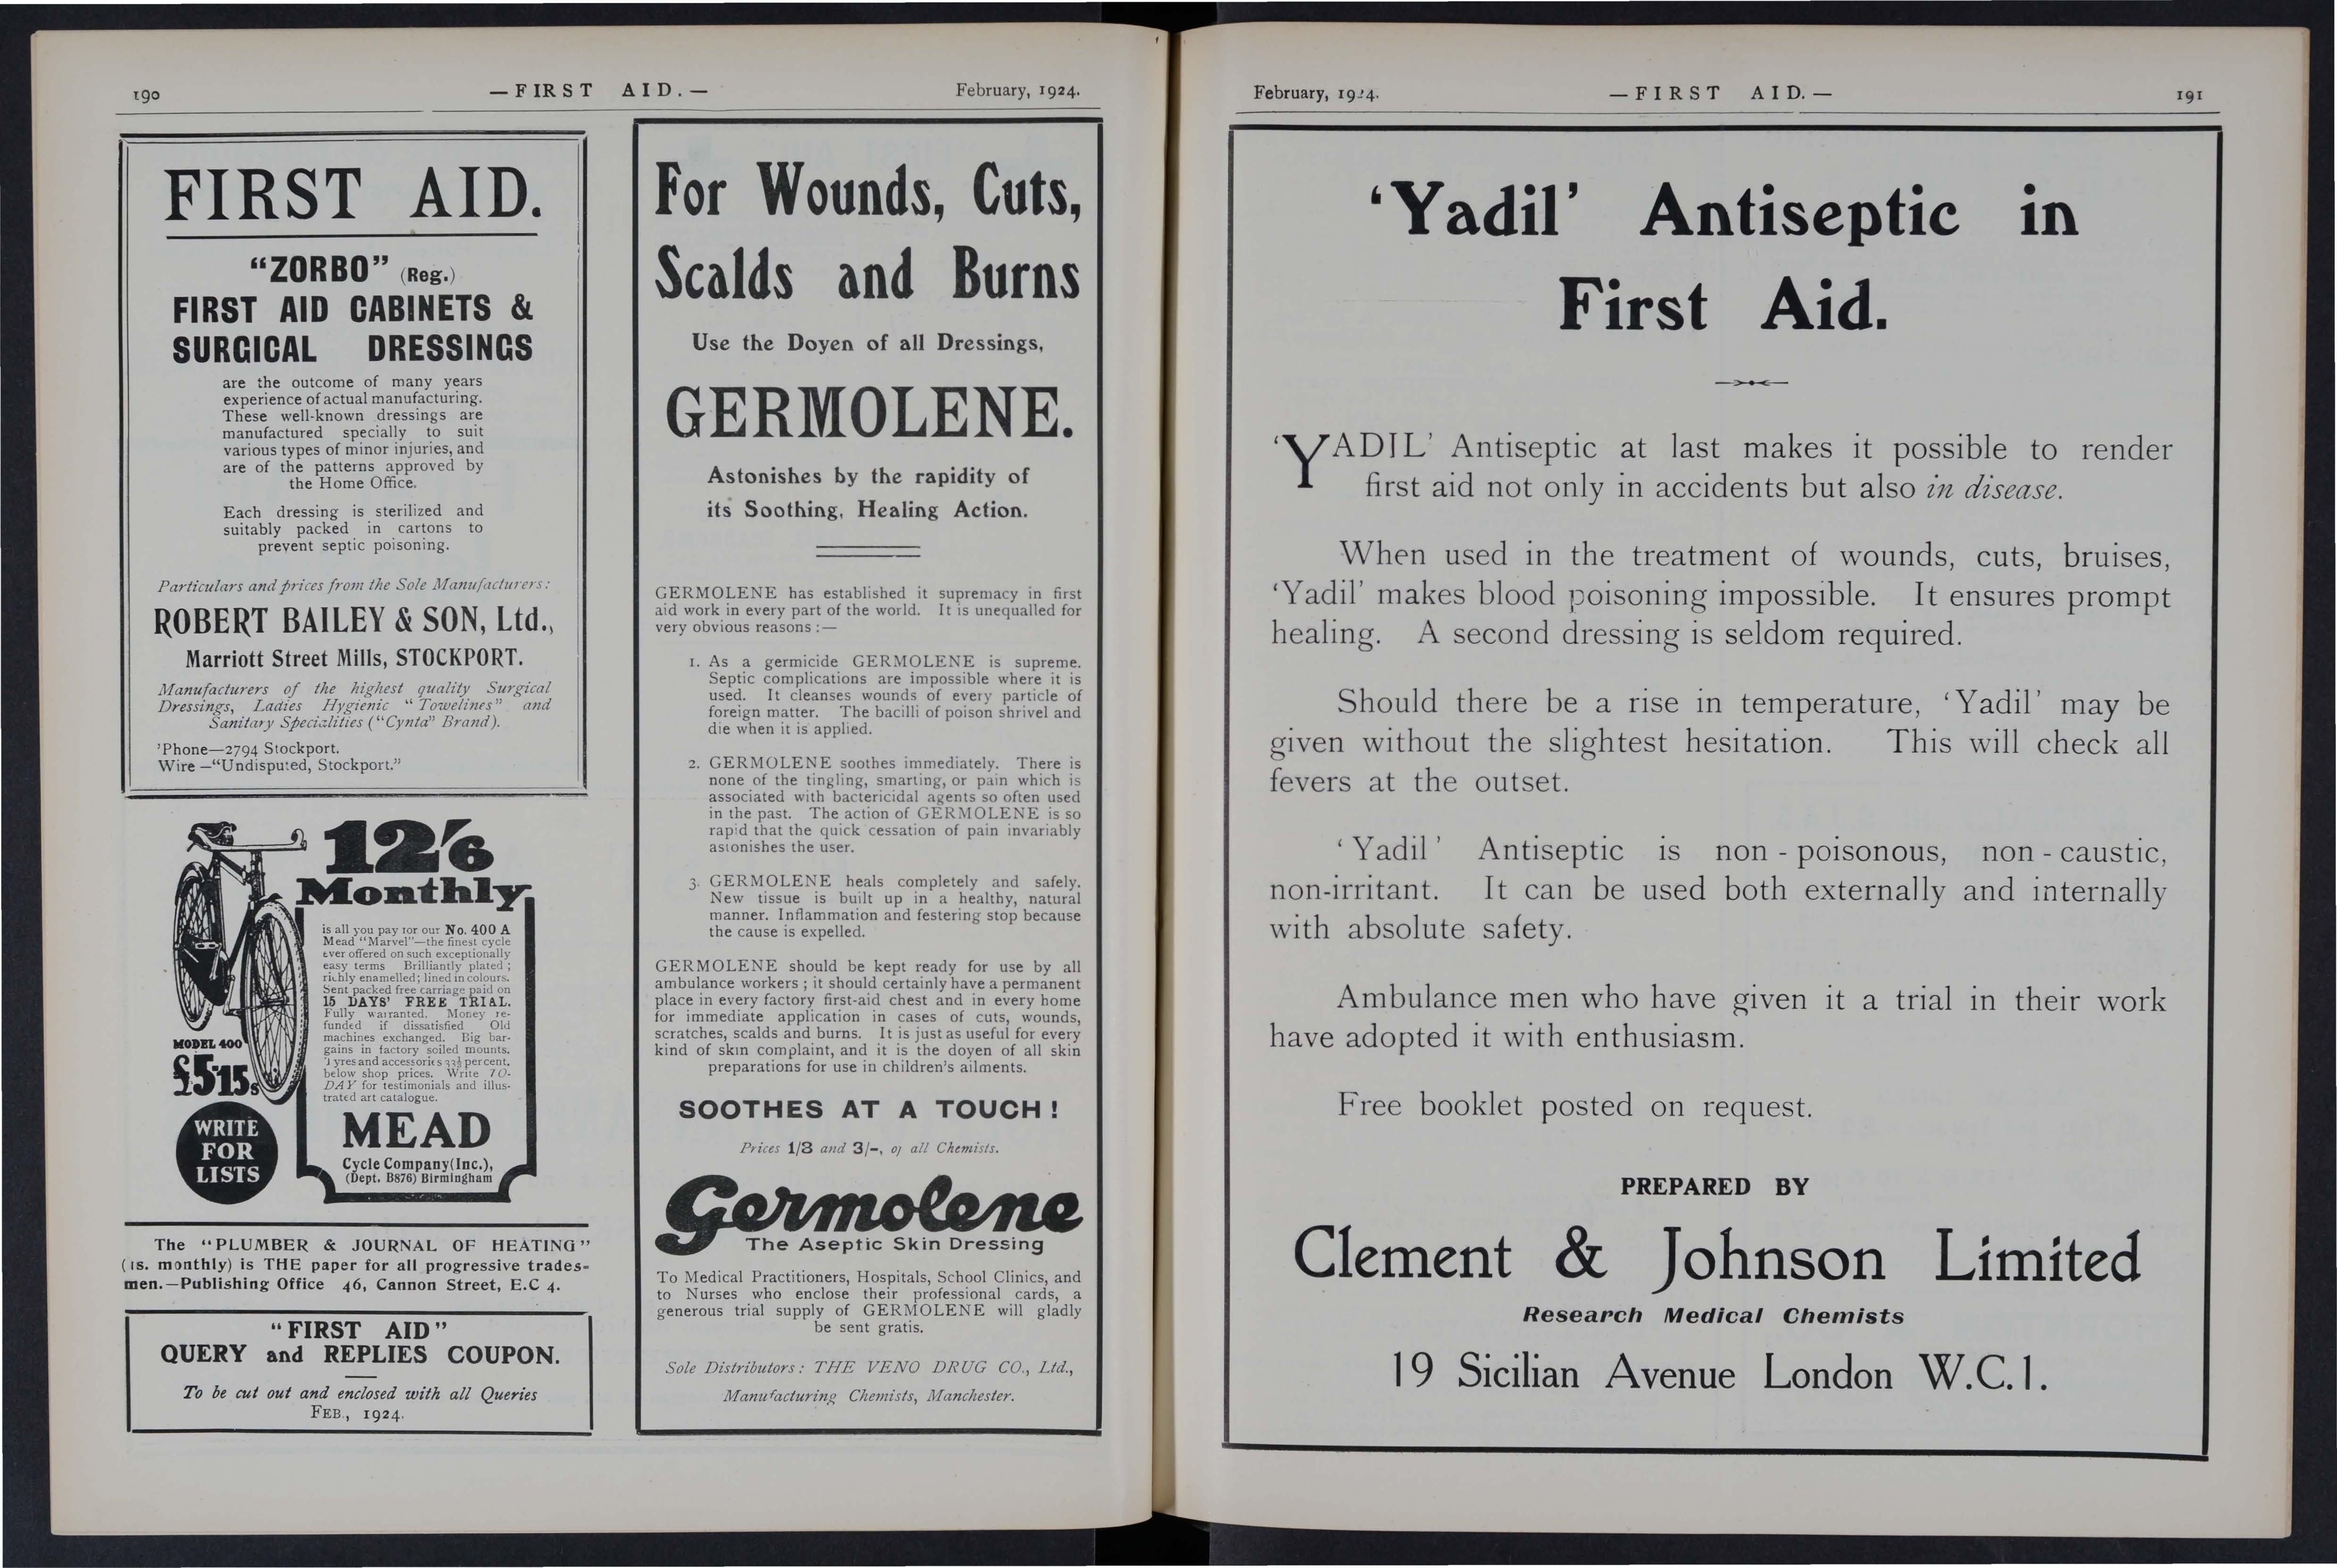 190
— FIRST AID. —
February, 1924.
FIRST AID.
"ZORBO" (Reg.)
FIRST AID CABINETS &
SURGICAL DRESSINGS
are the outcome of many years
experience of actual manufacturing.
These well-known dressings are
manufactured specially to suit
various types of minor injuries, and
are of the patterns approved by
the Home Office.
Each dressing is sterilized and
suitably packed in cartons to
prevent septic poisoning.
Particulars and prices from the Sole Manufacturers:
ROBERT BAILEY & SON, Ltd.,
Marriott Street Mills, STOCKPORT.
Manufacturers of the highest quality Surgical
Dressings, Ladies Hygienic "Towelines" and
Sanitary Specialities ("Cynta" Brand).
'Phone—2794 Stockport.
Wire—"Undisputed, Stockport."
12/6
Monthly
is all you pay for our No. 400 A
Mead "Marvel"—the finest cycle
ever offered on such exceptionally
easy terms Brilliantly plated;
richly enamelled; lined in colours.
Sent packed free carriage paid on
15 DAYS' FREE TRIAL.
Fully warranted. Money re-
funded if dissatisfied Old
machines exchanged. Big bar-
gains in factory soiled mounts.
Tyres and accessories 33⅓ per cent.
below shop prices. Write TO-
DAY for testimonials and illus-
trated art catalogue.
MODEL 400
£5.15s
WRITE
FOR
LISTS
MEAD
Cycle Company (Inc.),
(Dept. B876) Birmingham
The "PLUMBER & JOURNAL OF HEATING"
(1s. monthly) is THE paper for all progressive trades-
men.—Publishing Office 46, Cannon Street, E.C 4.
"FIRST AID"
QUERY and REPLIES COUPON.
To be cut out and enclosed with all Queries
FEB., 1924.
For Wounds, Cuts,
Scalds and Burns
Use the Doyen of all Dressings,
GERMOLENE.
Astonishes by the rapidity of
its Soothing, Healing Action.
GERMOLENE has established it supremacy in first
aid work in every part of the world. It is unequalled for
very obvious reasons:—
1. As a germicide GERMOLENE is supreme.
Septic complications are impossible where it is
used. It cleanses wounds of every particle of
foreign matter. The bacilli of poison shrivel and
die when it is applied.
2. GERMOLENE soothes immediately. There is
none of the tingling, smarting, or pain which is
associated with bactericidal agents so often used
in the past. The action of GERMOLENE is so
rapid that the quick cessation of pain invariably
astonishes the user.
3. GERMOLENE heals completely and safely.
New tissue is built up in a healthy, natural
manner. Inflammation and festering stop because
the cause is expelled.
GERMOLENE should be kept ready for use by all
ambulance workers; it should certainly have a permanent
place in every factory first-aid chest and in every home
for immediate application in cases of cuts, wounds,
scratches, scalds and burns. It is just as useful for every
kind of skin complaint, and it is the doyen of all skin
preparations for use in children's ailments.
SOOTHES AT A TOUCH!
Prices 1/3 and 3/-, of all Chemists.
Germolene
The Aseptic Skin Dressing
To Medical Practitioners, Hospitals, School Clinics, and
to Nurses who enclose their professional cards, a
generous trial supply of GERMOLENE will gladly
be sent gratis.
Sole Distributors: THE VENO DRUG CO., Ltd.,
Manufacturing Chemists, Manchester.
February, 1924.
— FIRST AID. —
191
'Yadil' Antiseptic in
First Aid.
'YADIL' Antiseptic at last makes it possible to render
first aid not only in accidents but also in disease.
When used in the treatment of wounds, cuts, bruises,
'Yadil' makes blood poisoning impossible. It ensures prompt
healing. A second dressing is seldom required.
Should there be a rise in temperature, 'Yadil' may be
given without the slightest hesitation. This will check all
fevers at the outset.
'Yadil' Antiseptic is non-poisonous, non-caustic,
non-irritant. It can be used both externally and internally
with absolute safety.
Ambulance men who have given it a trial in their work
have adopted it with enthusiasm.
Free booklet posted on request.
PREPARED BY
Clement & Johnson Limited
Research Medical Chemists
19 Sicilian Avenue London W.C.1.